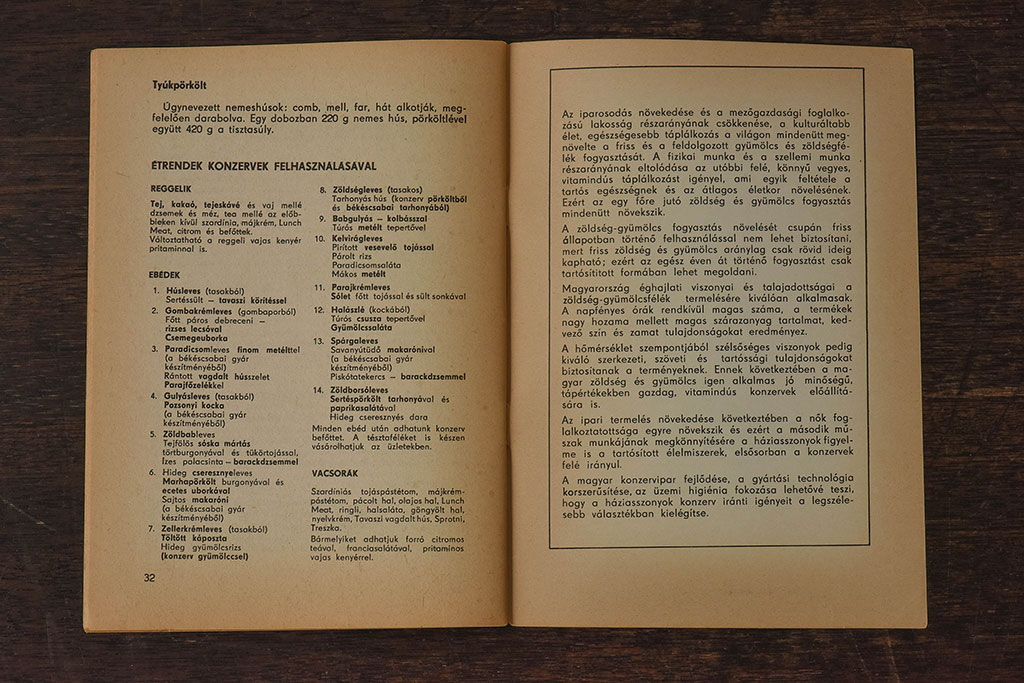 Tyúkpörkölt
Úgynevezett nemeshúsok: comb, mell, far, hát alkotják, meg-
felelően darabolva. Egy dobozban 220 g nemes hús, pörköltlével
együtt 420 g a tisztasúly.
ÉTRENDEK KONZERVEK FELHASZNÁLÁSÁVAL
REGGELIK
Tej, kakaó, tejeskávé és vaj mellé
dzsemek és méz, tea mellé az előb-
bieken kívül szardínia, májkrém, Lunch
Meat, citrom és befőttek.
Változtatható a reggeli vajas kenyér
pritaminnal is.
EBÉDEK
1. Húsleves (tasakból)
Sertéssült — tavaszi körítéssel
2. Gombakrémleves (gombaporból)
Főtt páros debreceni —
rizses lecsóval
Csemegeuborka
3. Paradicsomleves finom metélttel
(a békéscsabai gyár
készítményéből)
Rántott vagdalt hússzelet
Parajfőzelékkel
4. Gulyásleves (tasakból)
Pozsonyi kocka
(a békéscsabai gyár
készítményéből)
5. Zöldbableves
Tejfölös sóska mártás
törtburgonyával és tükörtojással,
Ízes palacsinta — barackdzsemmel
6. Hideg cseresznyeleves
Marhapörkölt burgonyával és
ecetes uborkával
Sajtos makaróni
(a békéscsabai gyár
készítményéből)
7. Zellerkrémleves (tasakból)
Töltött káposzta
Hideg gyümölcsrizs
(konzerv gyümölccsel)
8. Zöldségleves (tasakos)
Tarhonyás hús (konzerv pörköltből
és békéscsabai tarhonyából)
9. Babgulyás — kolbásszal
Túrós metélt tepertővel
10. Kelvirágleves
Pirított vesevelő tojással
Párolt rizs
Paradicsomsaláta
Mákos metélt
11. Parajkrémleves
Sólet főtt tojással és sült sonkával
12. Halászlé (kockából)
Túrós csusza tepertővel
Gyümölcssaláta
13. Spárgaleves
Savanyútüdő makarónival
(a békéscsabai gyár
készítményéből)
Piskótatekercs — barackdzsemmel
14. Zöldborsóleves
Sertéspörkölt tarhonyával és
paprikasalátával
Hideg cseresznyés dara
Minden ebéd után adhatunk konzerv
befőttet. A tésztaféléket is készen
vásárolhatjuk az üzletekben.
VACSORÁK
Szardíniás tojáspástétom, májkrém-
pástétom, pácolt hal, olajos hal, Lunch
Meat, ringli, halsaláta, göngyölt hal,
nyelvkrém, Tavaszi vagdalt hús, Sprotni,
Treszka.
Bármelyiket adhatjuk forró citromos
teával, franciasalátával, pritaminos
vajas kenyérrel.
32
Az iparosodás növekedése és a mezőgazdasági foglalko-
zású lakosság részarányának csökkenése, a kulturáltabb
élet, egészségesebb táplálkozás a világon mindenütt meg-
növelte a friss és a feldolgozott gyümölcs és zöldségfé-
lék fogyasztását. A fizikai munka és a szellemi munka
részarányának eltolódása az utóbbi felé, könnyű vegyes,
vitamindús táplálkozást igényel, ami egyik feltétele a
tartós egészségnek és az átlagos életkor növelésének.
Ezért az egy főre jutó zöldség és gyümölcs fogyasztás
mindenütt növekszik.
A zöldség-gyümölcs fogyasztás növelését csupán friss
állapotban történő felhasználással nem lehet biztosítani,
mert friss zöldség és gyümölcs aránylag csak rövid ideig
kapható; ezért az egész éven át történő fogyasztást csak
tartósított formában lehet megoldani.
Magyarország éghajlati viszonyai és talajadottságai a
zöldség-gyümölcsfélék termelésére kiválóan alkalmasak.
A napfényes órák rendkívül magas száma, a termékek
nagy hozama mellett magas szárazanyag tartalmat, ked-
vező szín és zamat tulajdonságokat eredményez.
A hőmérséklet szempontjából szélsőséges viszonyok pedig
kiváló szerkezeti, szöveti és tartóssági tulajdonságokat
biztosítanak a terményeknek. Ennek következtében a ma-
gyar zöldség és gyümölcs igen alkalmas jó minőségű,
tápértékekben gazdag, vitamindús konzervek előállítá-
sára is.
Az ipari termelés növekedése következtében a nők fog-
lalkoztatottsága egyre növekszik és ezért a második mű-
szak munkájának megkönnyítésére a háziasszonyok figyel-
me is a tartósított élelmiszerek, elsősorban a konzervek
felé irányul.
A magyar konzervipar fejlődése, a gyártási technológia
korszerűsítése, az üzemi higiénia fokozása lehetővé teszi,
hogy a háziasszonyok konzerv iránti igényeit a legszéle-
sebb választékban kielégítse.